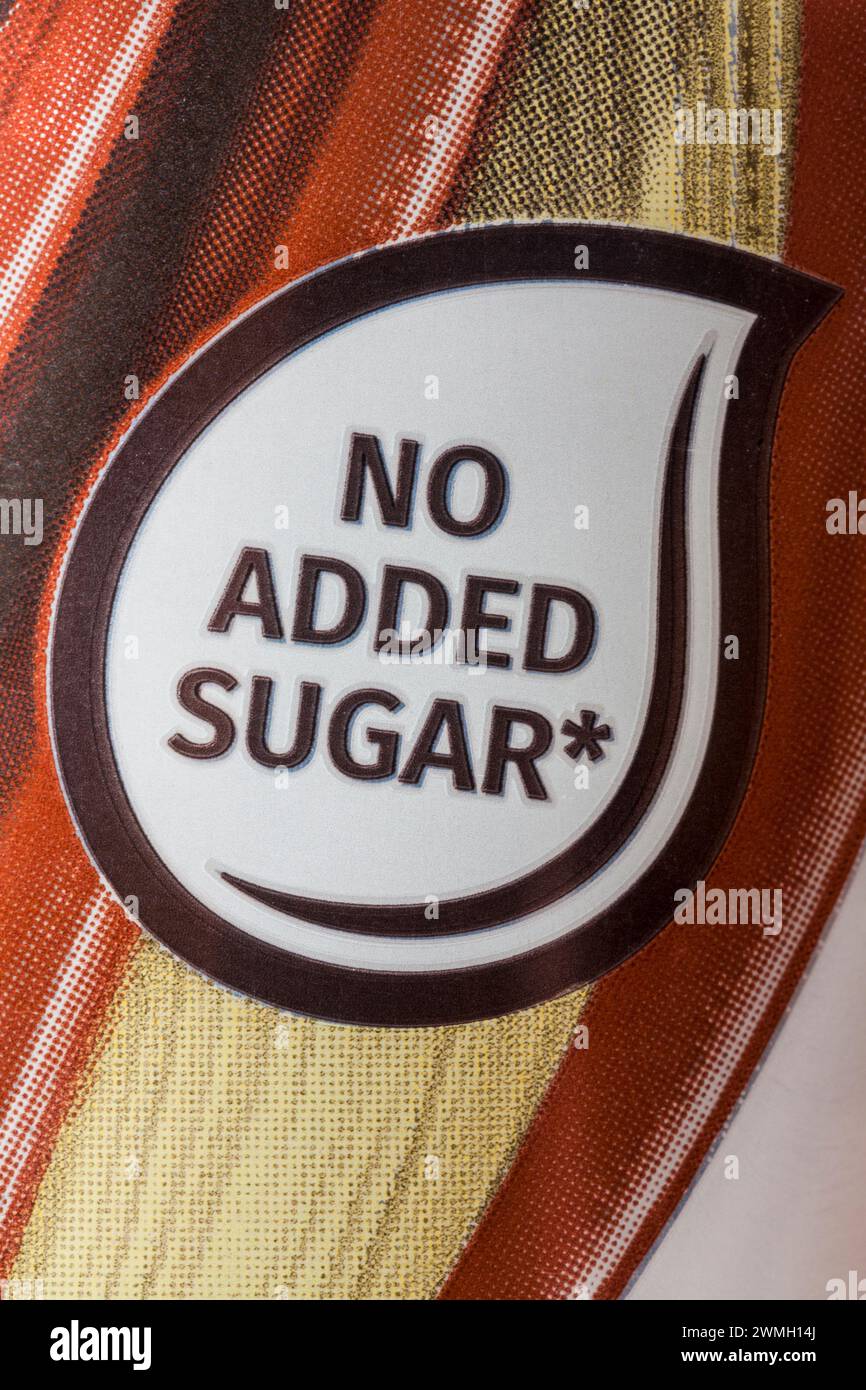 NO
ADDED
SUGAR*
alamy
Image ID: 2WMH14J
www.alamy.com